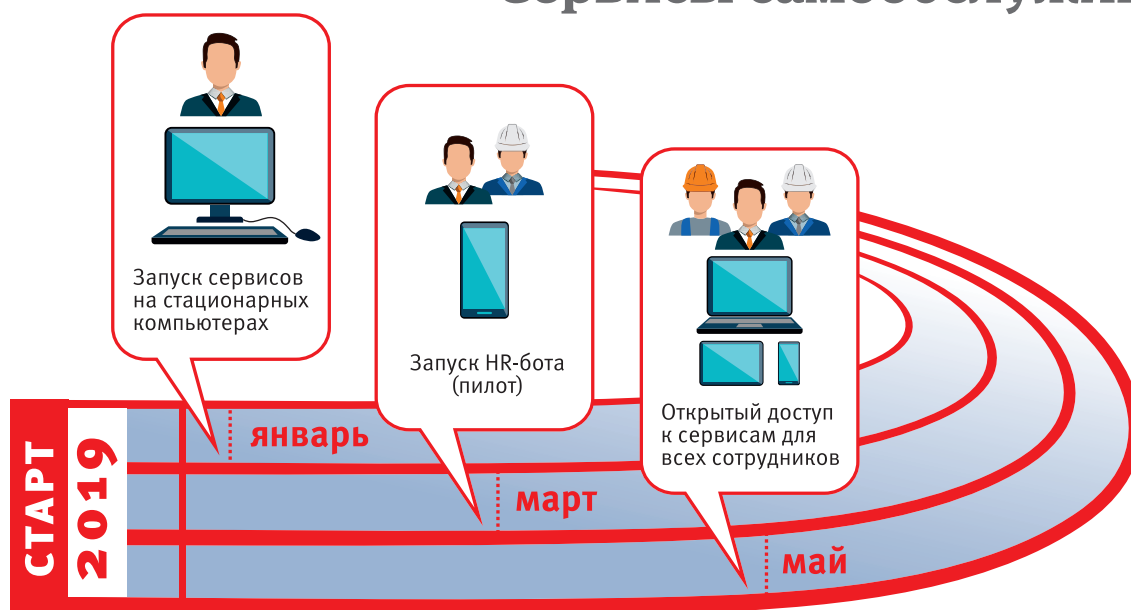 Запуск сервисов
на стационарных
компьютерах
Запуск HR-бота
(пилот)
Открытый доступ
к сервисам для
всех сотрудников
СТАРТ
2019
январь
март
май